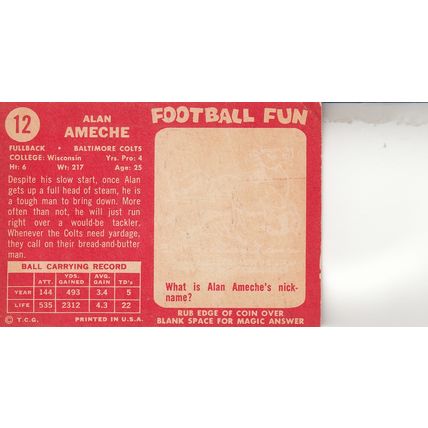 12
ALAN
AMECHE
FULLBACK • BALTIMORE COLTS
COLLEGE: Wisconsin Yrs. Pro: 4
Ht: 6 Wt: 217 Age: 25
Despite his slow start, once Alan
gets up a full head of steam, he is
a tough man to bring down. More
often than not, he will just run
right over a would-be tackler.
Whenever the Colts need yardage,
they call on their bread-and-butter
man.
BALL CARRYING RECORD
ATT. YDS. GAINED AVG. GAIN TD's
YEAR 144 493 3.4 5
LIFE 535 2312 4.3 22
© T.C.G. PRINTED IN U.S.A.
FOOTBALL FUN
What is Alan Ameche's nick-
name?
RUB EDGE OF COIN OVER
BLANK SPACE FOR MAGIC ANSWER